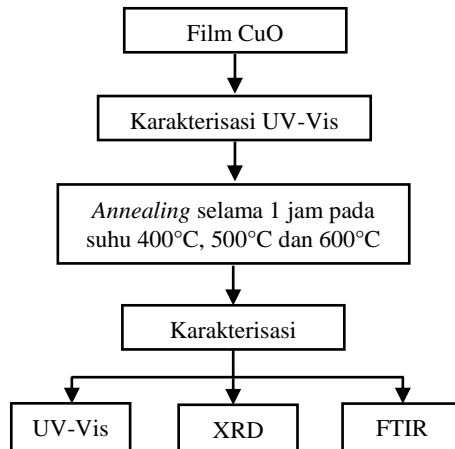 Film CuO
Karakterisasi UV-Vis
Annealing selama 1 jam pada
suhu 400°C, 500°C dan 600°C
Karakterisasi
UV-Vis
XRD
FTIR